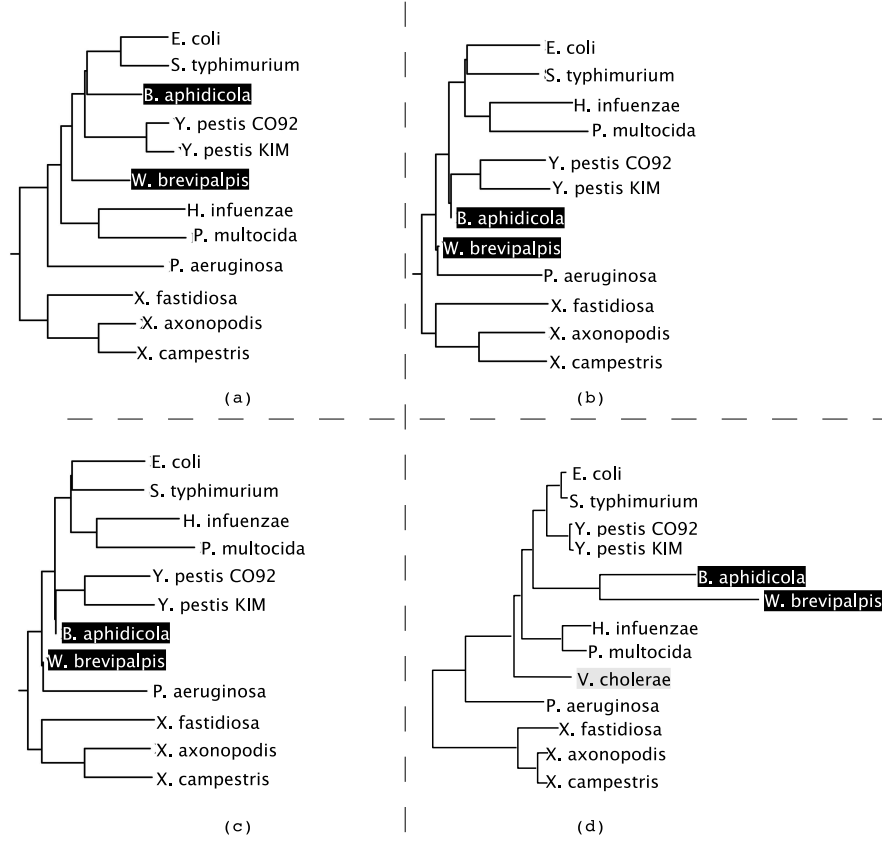 E. coli
S. typhimurium
B. aphidicola
Y. pestis CO92
Y. pestis KIM
W. brevipalpis
H. infuenzae
P. multocida
P. aeruginosa
X. fastidiosa
X. axonopodis
X. campestris
(a)
E. coli
S. typhimurium
H. infuenzae
P. multocida
Y. pestis CO92
Y. pestis KIM
B. aphidicola
W. brevipalpis
P. aeruginosa
X. fastidiosa
X. axonopodis
X. campestris
(b)
E. coli
S. typhimurium
H. infuenzae
P. multocida
Y. pestis CO92
Y. pestis KIM
B. aphidicola
W. brevipalpis
P. aeruginosa
X. fastidiosa
X. axonopodis
X. campestris
(c)
E. coli
S. typhimurium
Y. pestis CO92
Y. pestis KIM
B. aphidicola
W. brevipalpis
H. infuenzae
P. multocida
V. cholerae
P. aeruginosa
X. fastidiosa
X. axonopodis
X. campestris
(d)